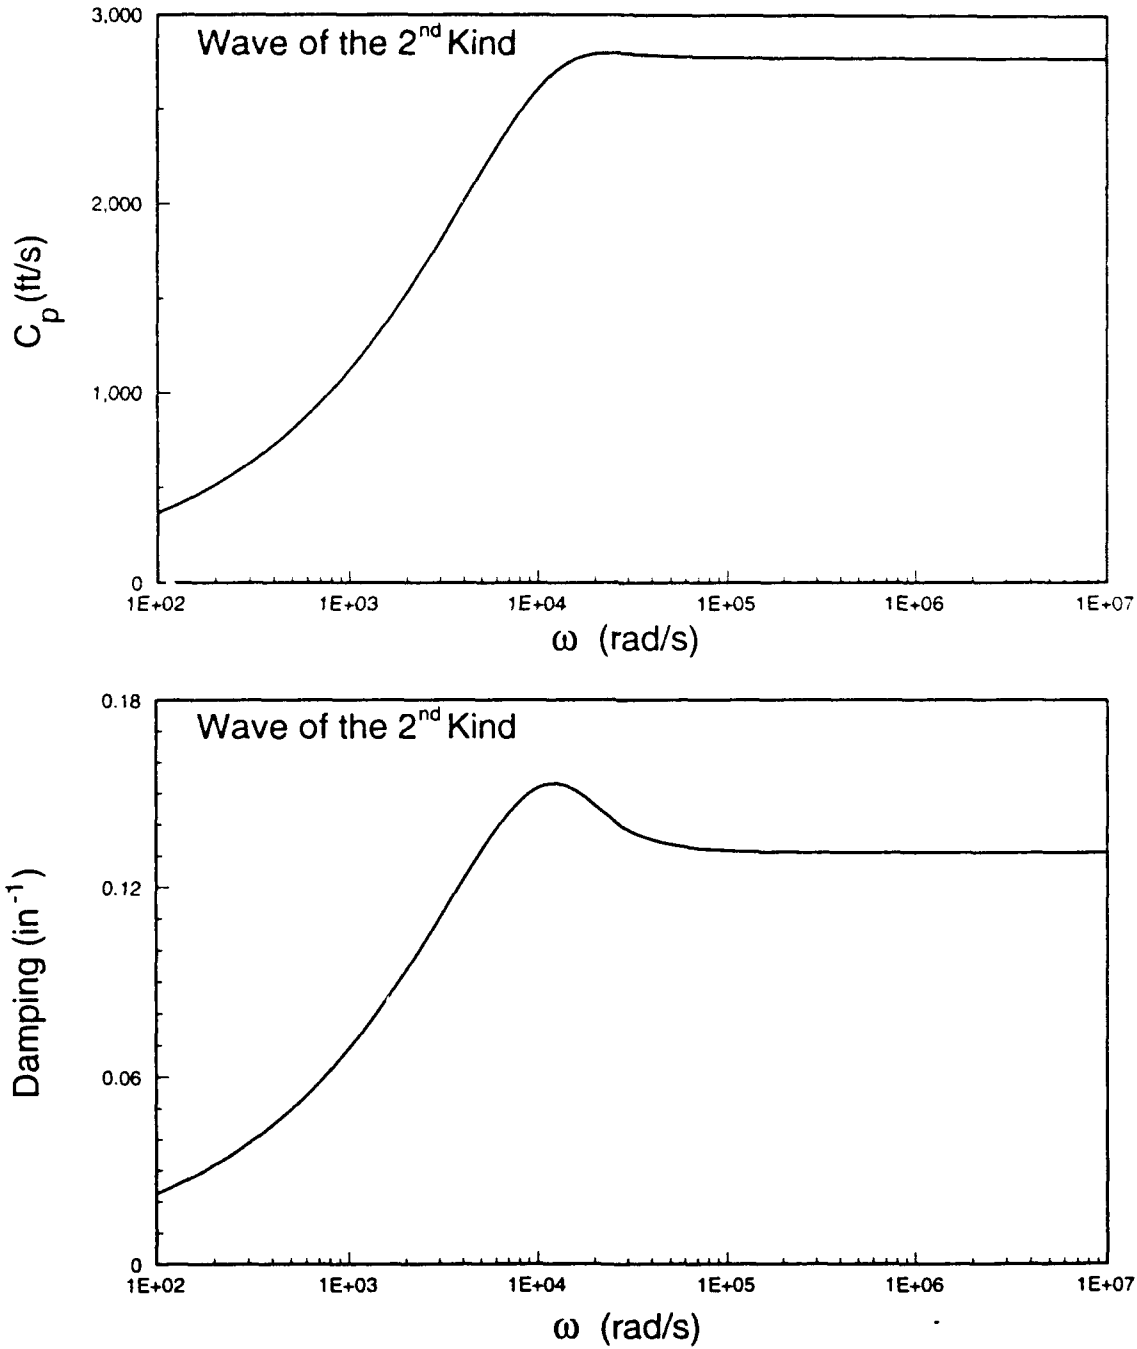 3,000
Wave of the 2nd Kind
2,000
Cp (ft/s)
1,000
0
1E+02 1E+03 1E+04 1E+05 1E+06 1E+07
ω (rad/s)
0.18
Wave of the 2nd Kind
0.12
Damping (in-1)
0.06
0
1E+02 1E+03 1E+04 1E+05 1E+06 1E+07
ω (rad/s)